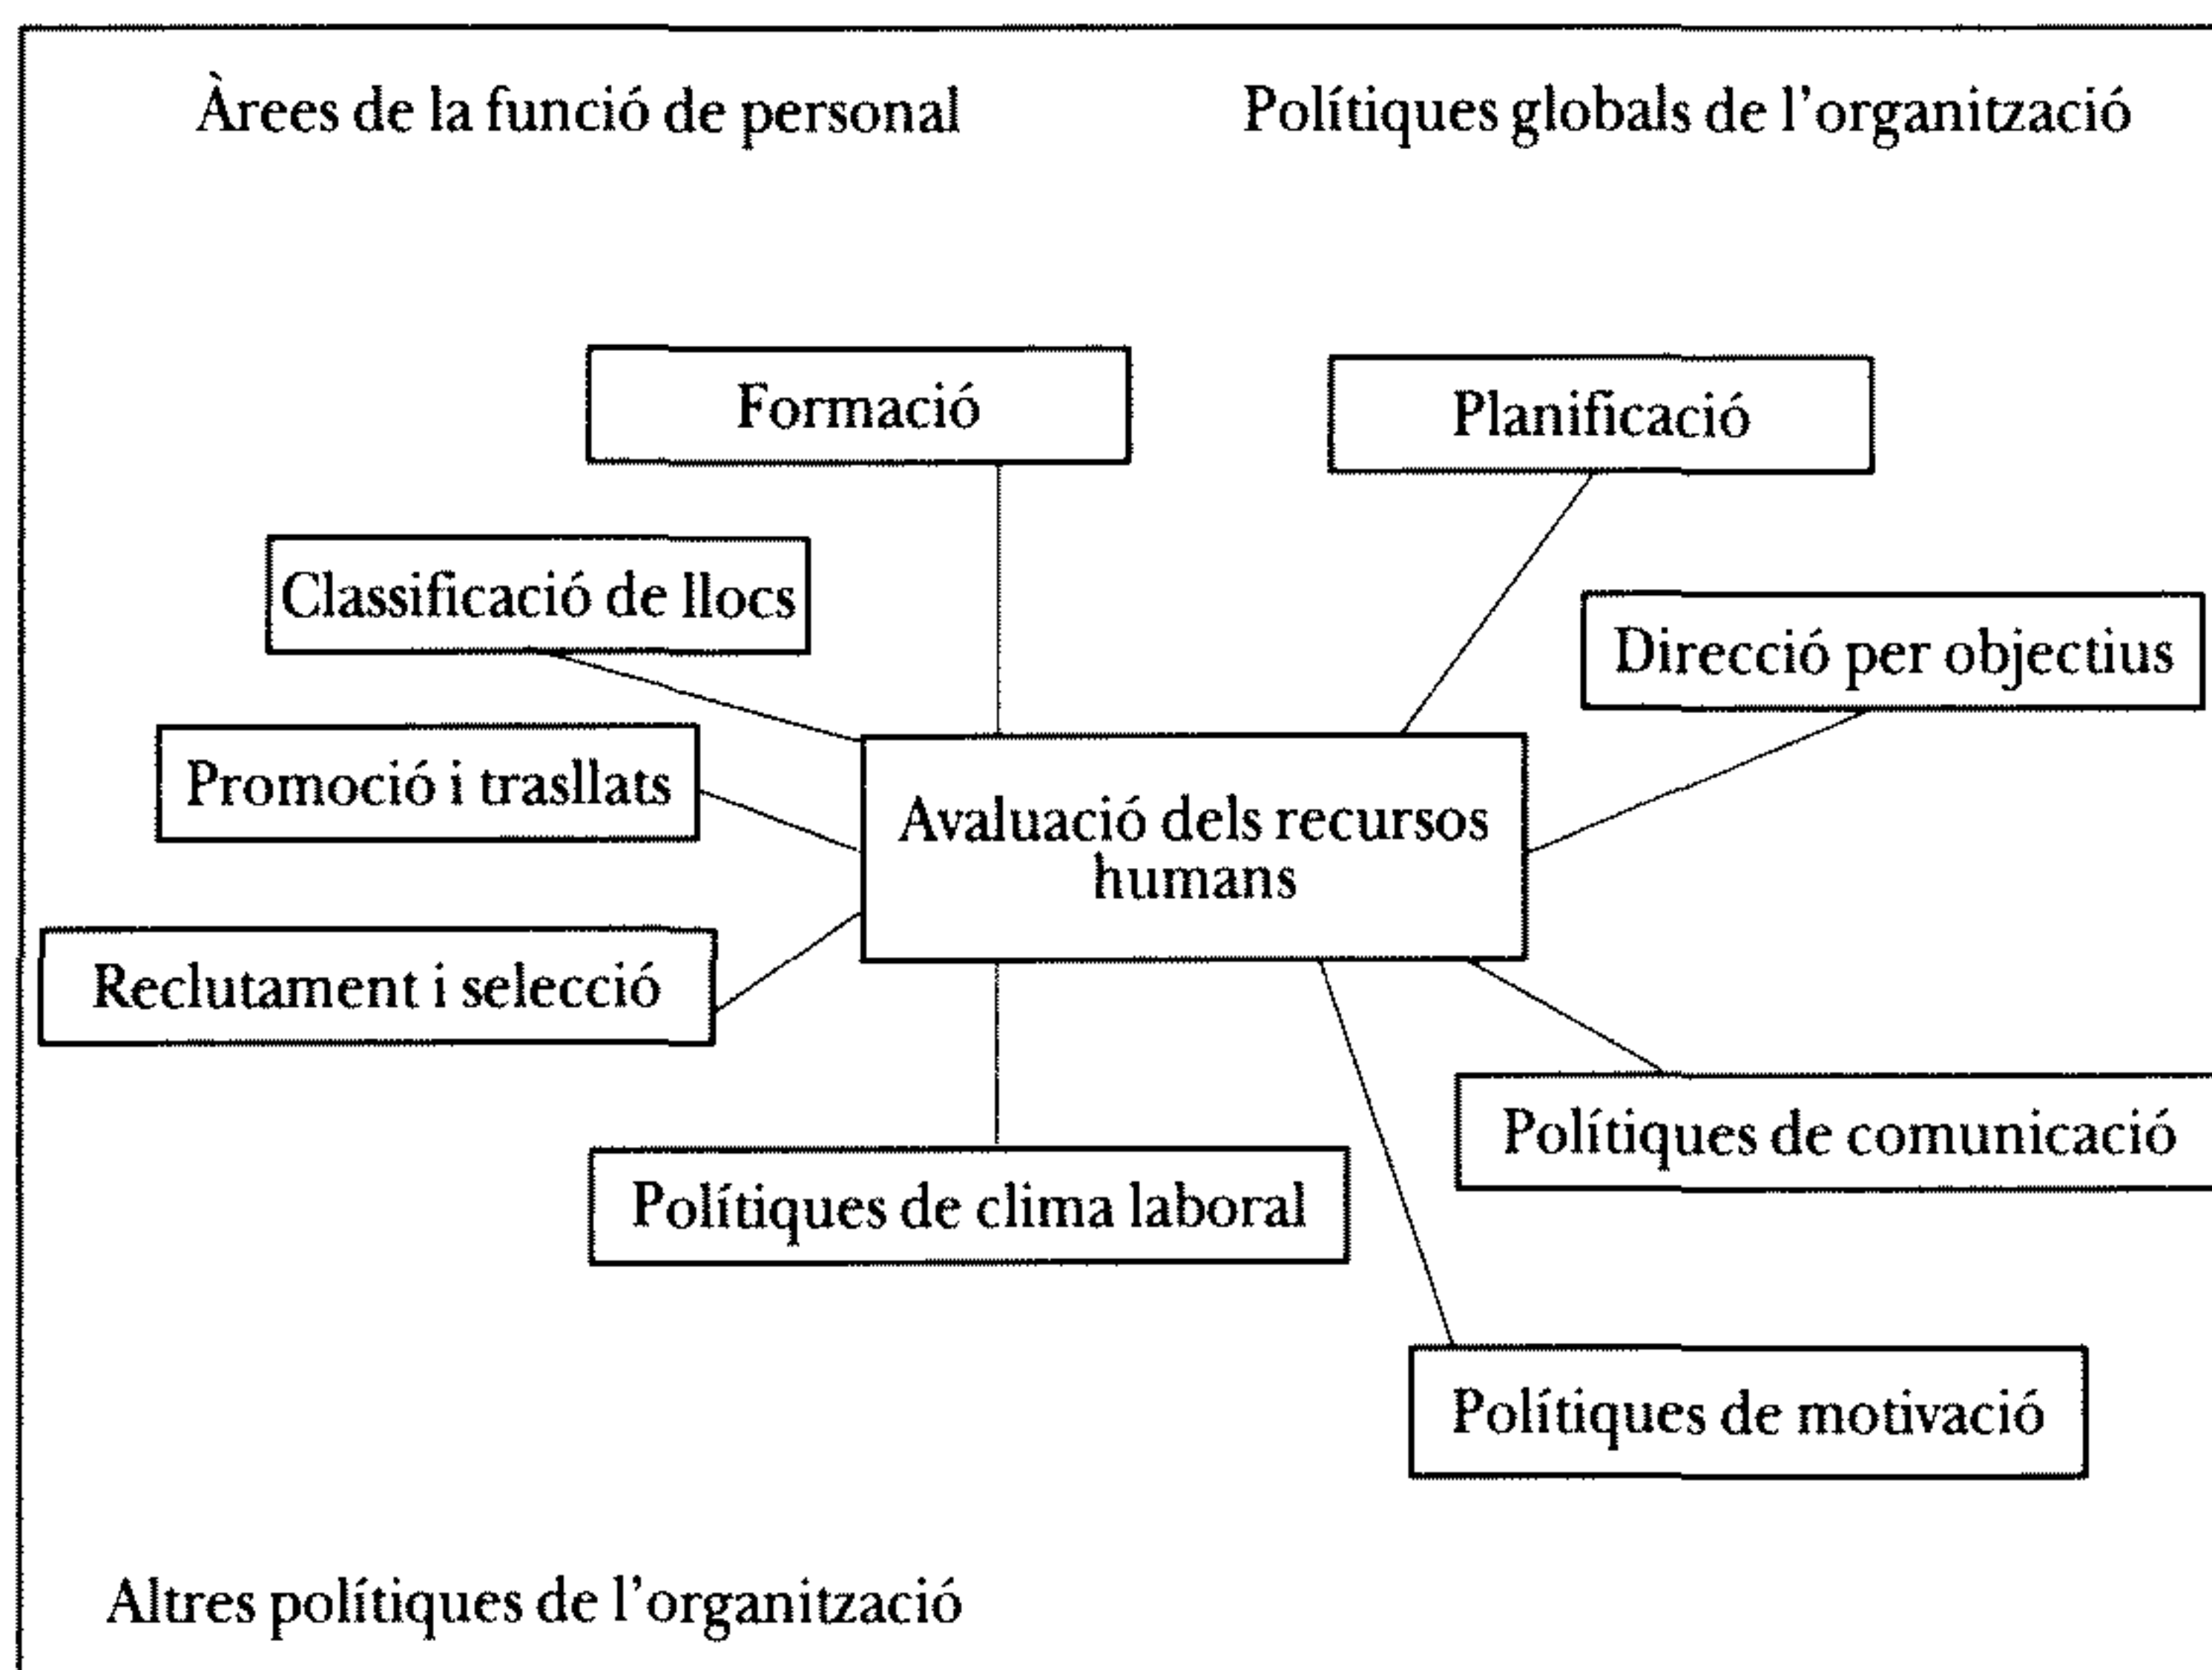 Àrees de la funció de personal
Polítiques globals de l'organització
Formació
Planificació
Classificació de llocs
Direcció per objectius
Promoció i trasllats
Avaluació dels recursos
humans
Reclutament i selecció
Polítiques de comunicació
Polítiques de clima laboral
Polítiques de motivació
Altres polítiques de l'organització